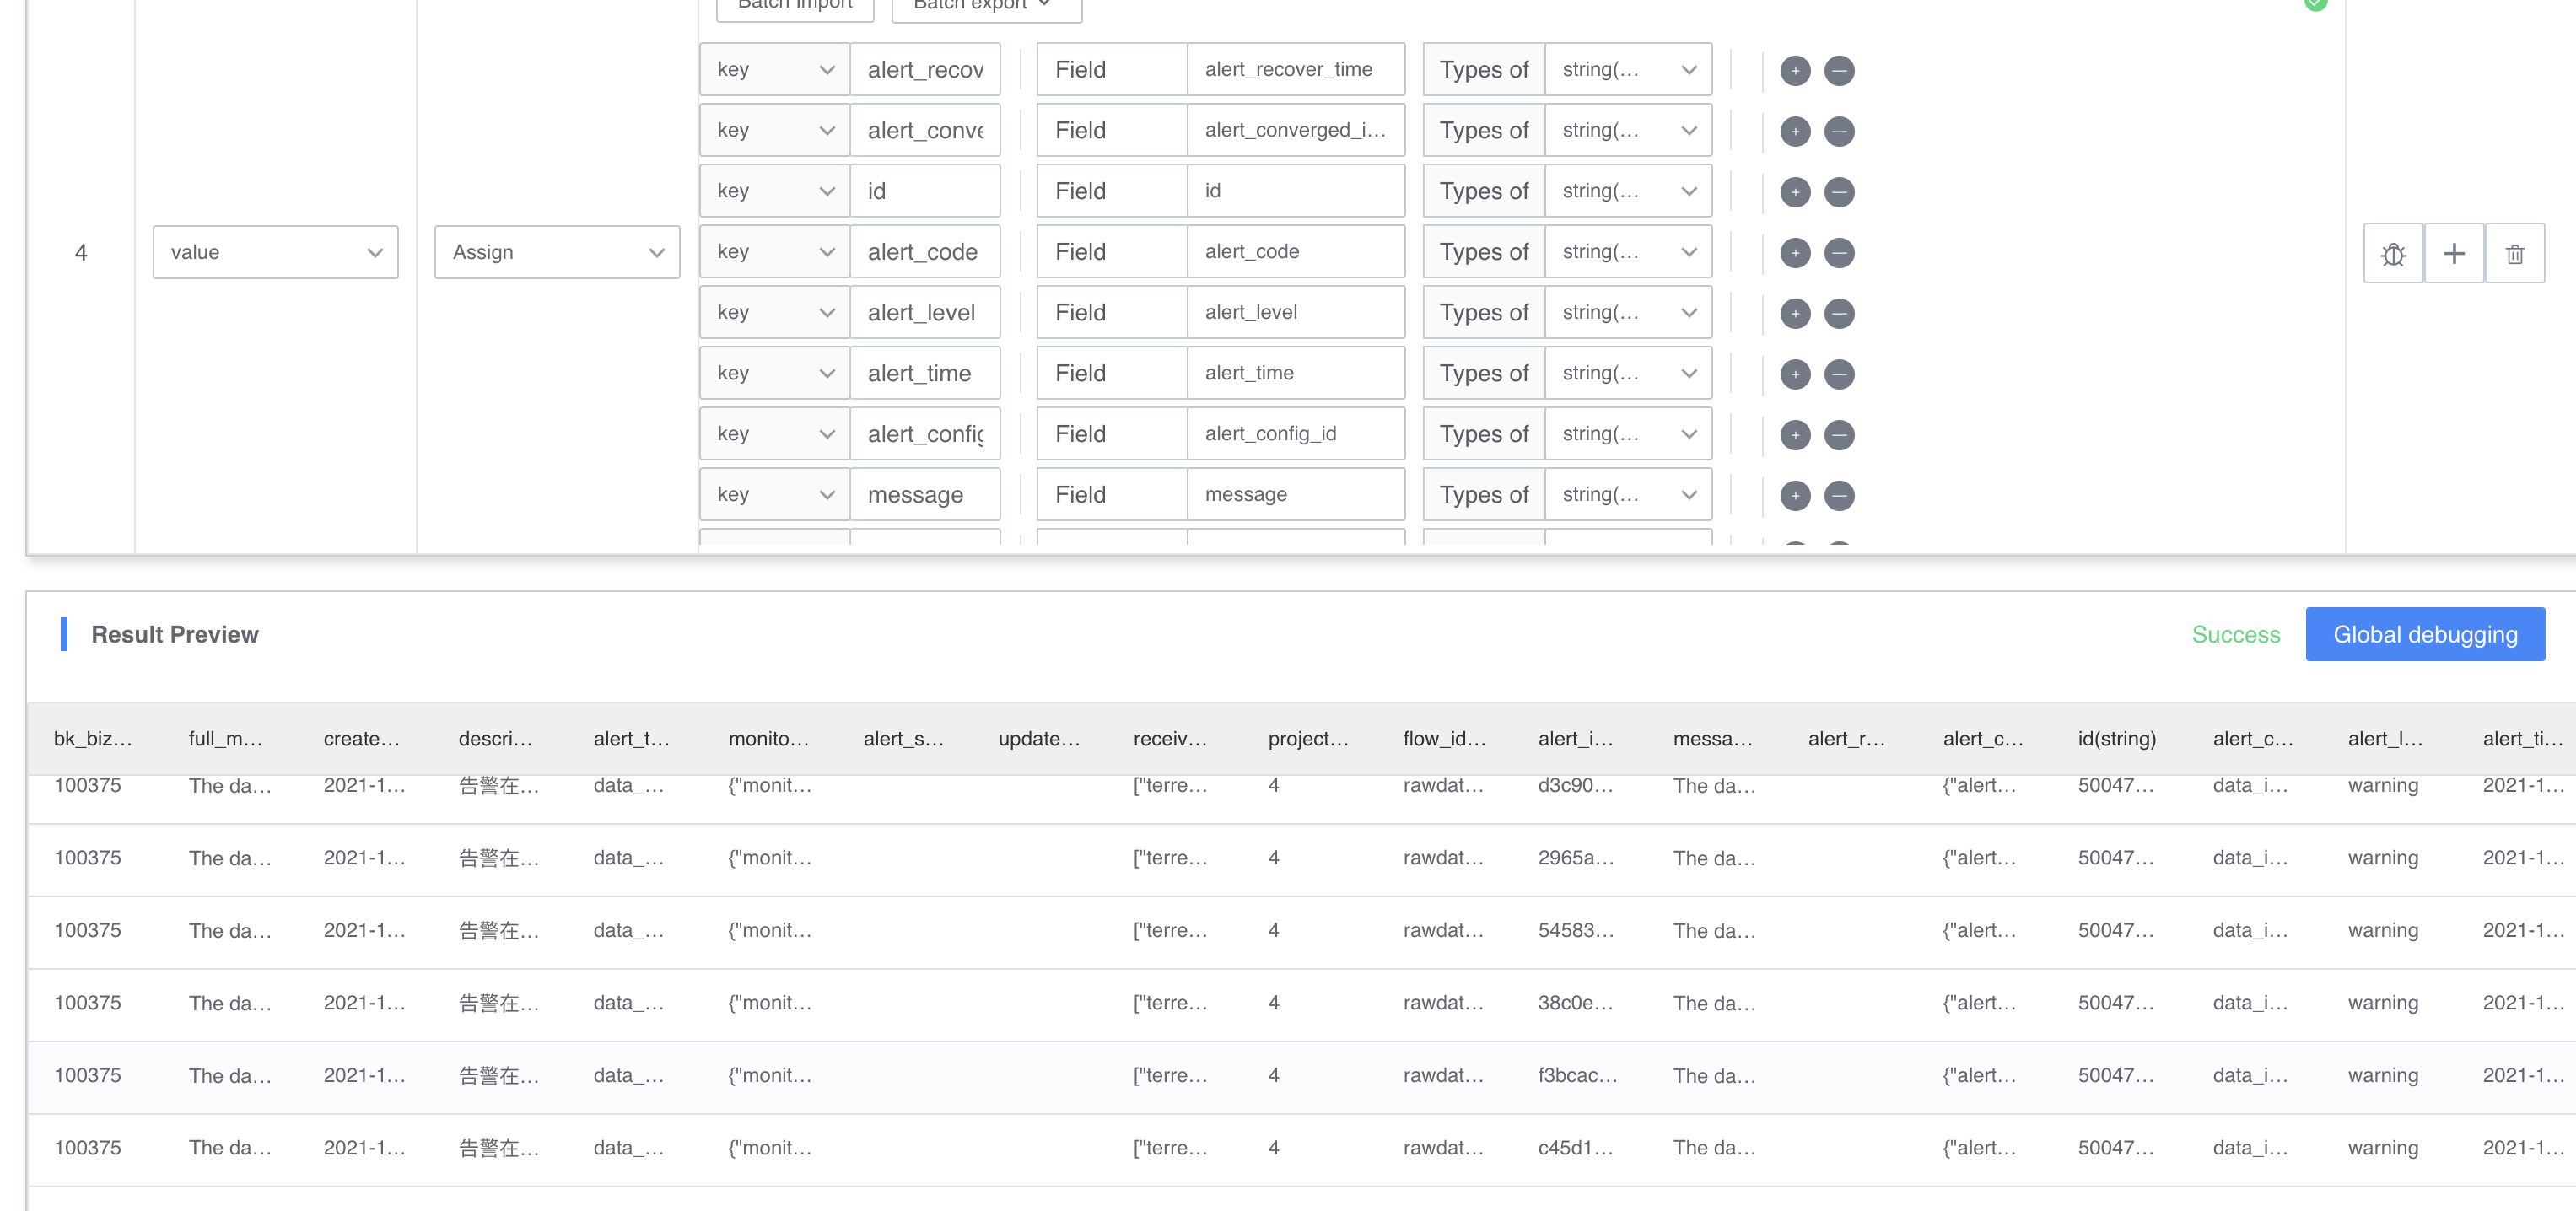 Batch Import Batch export
key alert_recov Field alert_recover_time Types of string(...
key alert_conve Field alert_converged_i... Types of string(...
key id Field id Types of string(...
4 value Assign key alert_code Field alert_code Types of string(...
key alert_level Field alert_level Types of string(...
key alert_time Field alert_time Types of string(...
key alert_config Field alert_config_id Types of string(...
key message Field message Types of string(...
Result Preview Success Global debugging
bk_biz... full_m... create... descri... alert_t... monito... alert_s... update... receiv... project... flow_id... alert_i... messa... alert_r... alert_c... id(string) alert_c... alert_l... alert_ti...
100375 The da... 2021-1... 告警在... data_... {"monit... ["terre... 4 rawdat... d3c90... The da... {"alert... 50047... data_i... warning 2021-1...
100375 The da... 2021-1... 告警在... data_... {"monit... ["terre... 4 rawdat... 2965a... The da... {"alert... 50047... data_i... warning 2021-1...
100375 The da... 2021-1... 告警在... data_... {"monit... ["terre... 4 rawdat... 54583... The da... {"alert... 50047... data_i... warning 2021-1...
100375 The da... 2021-1... 告警在... data_... {"monit... ["terre... 4 rawdat... 38c0e... The da... {"alert... 50047... data_i... warning 2021-1...
100375 The da... 2021-1... 告警在... data_... {"monit... ["terre... 4 rawdat... f3bcac... The da... {"alert... 50047... data_i... warning 2021-1...
100375 The da... 2021-1... 告警在... data_... {"monit... ["terre... 4 rawdat... c45d1... The da... {"alert... 50047... data_i... warning 2021-1...